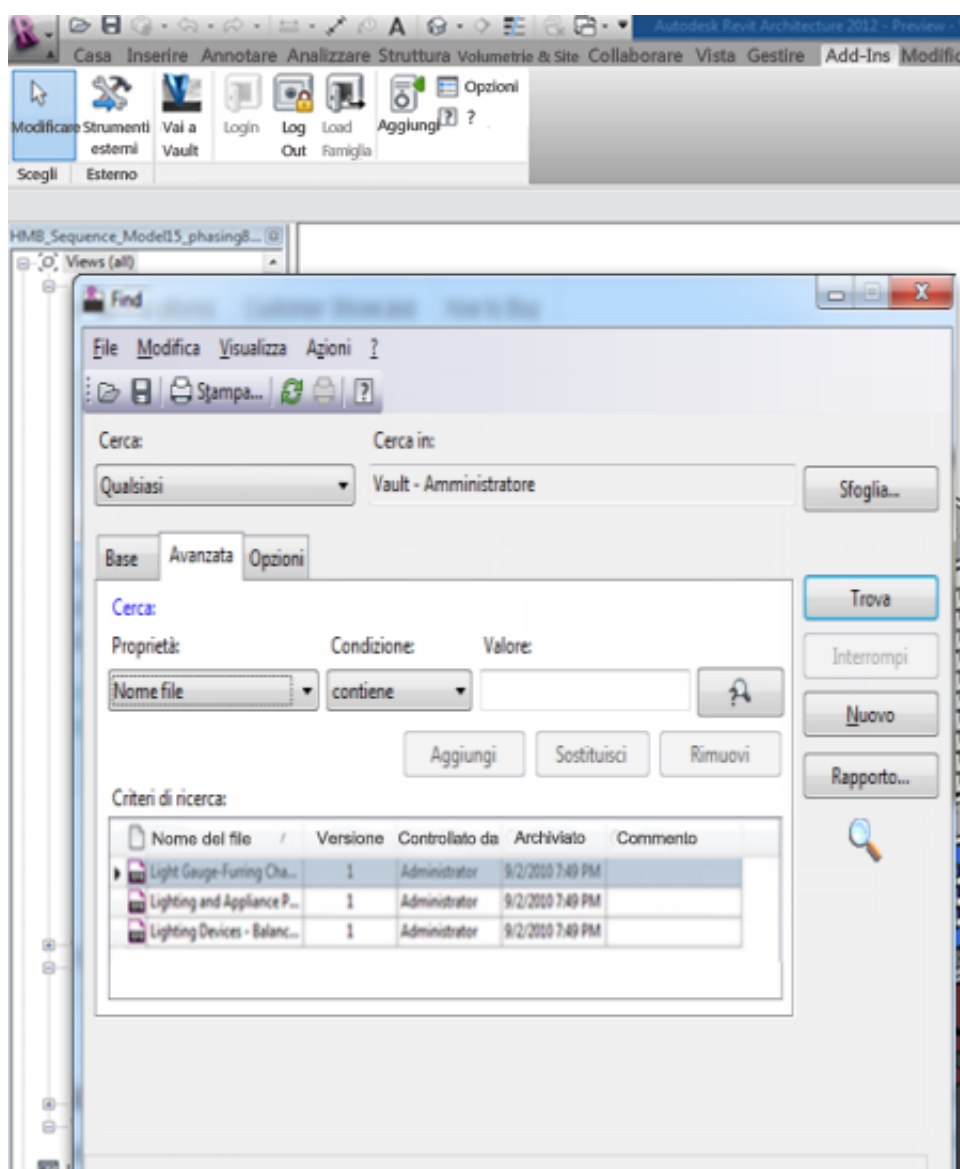 Autodesk Revit Architecture 2012 - Preview -
Casa Inserire Annotare Analizzare Struttura Volumetrie & Site Collaborare Vista Gestire Add-Ins Modific
Modificare Strumenti esterni Vai a Vault Login Log Out Load Famiglia Aggiungi Opzioni ?
Scegli Esterno
HMB_Sequence_Model15_phasing8...
Views (all)
Find
File Modifica Visualizza Azioni ?
Stampa...
Cerca: Cerca in:
Qualsiasi Vault - Amministratore Sfoglia...
Base Avanzata Opzioni
Cerca: Trova
Proprietà: Condizione: Valore: Interrompi
Nome file contiene
Nuovo
Aggiungi Sostituisci Rimuovi
Rapporto...
Criteri di ricerca:
Nome del file / Versione Controllato da Archiviato Commento
Light Gauge-Furring Cha... 1 Administrator 9/2/2010 7:49 PM
Lighting and Appliance P... 1 Administrator 9/2/2010 7:49 PM
Lighting Devices - Balanc... 1 Administrator 9/2/2010 7:49 PM